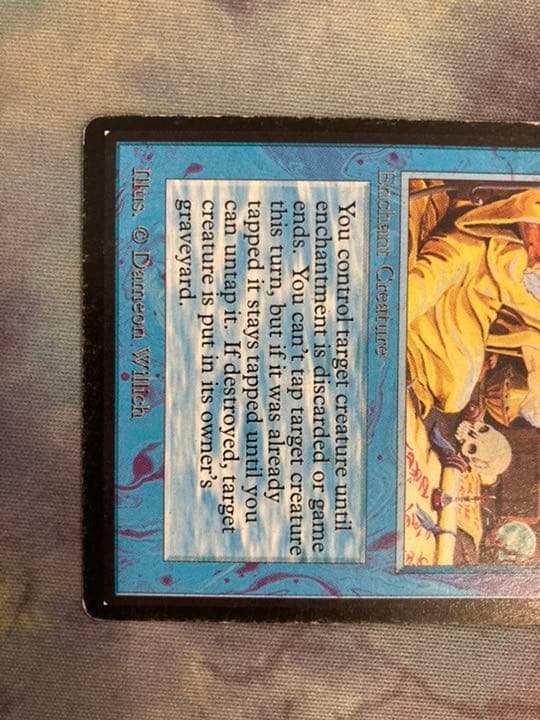 Enchant Creature
You control target creature until
enchantment is discarded or game
ends. You can't tap target creature
this turn, but if it was already
tapped it stays tapped until you
can untap it. If destroyed, target
creature is put in its owner's
graveyard.
Illus. © Dameon Willich